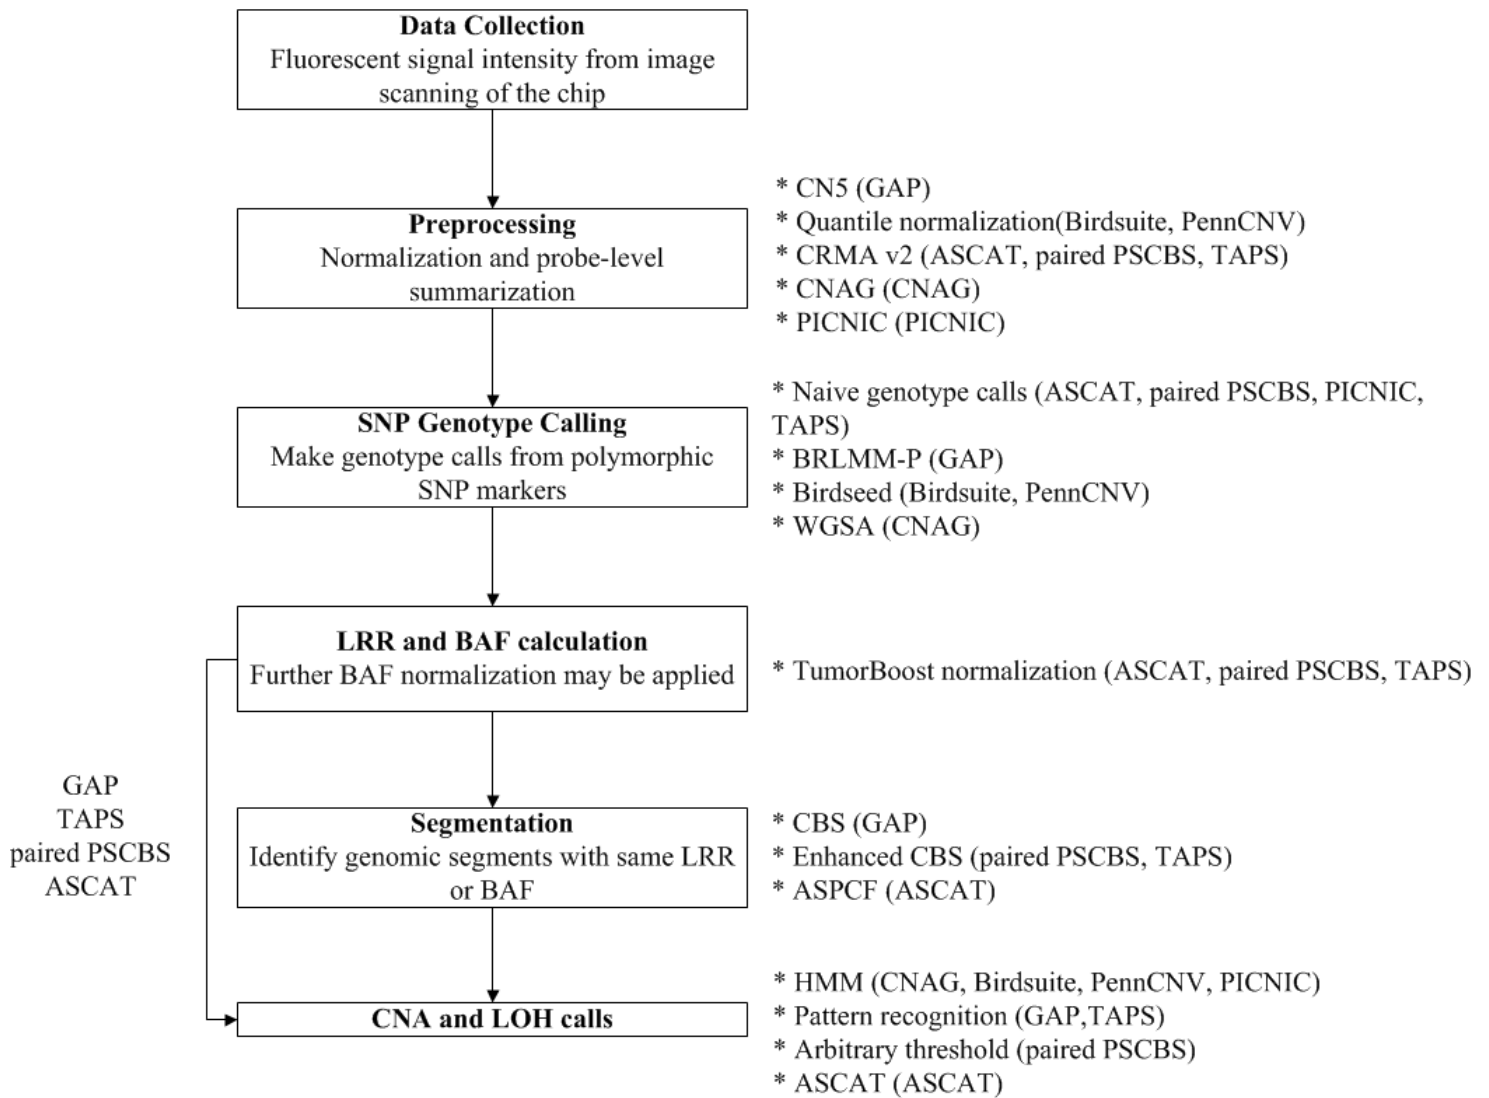 Data Collection
Fluorescent signal intensity from image
scanning of the chip
Preprocessing
Normalization and probe-level
summarization
* CN5 (GAP)
* Quantile normalization(Birdsuite, PennCNV)
* CRMA v2 (ASCAT, paired PSCBS, TAPS)
* CNAG (CNAG)
* PICNIC (PICNIC)
SNP Genotype Calling
Make genotype calls from polymorphic
SNP markers
* Naive genotype calls (ASCAT, paired PSCBS, PICNIC,
TAPS)
* BRLMM-P (GAP)
* Birdseed (Birdsuite, PennCNV)
* WGSA (CNAG)
LRR and BAF calculation
Further BAF normalization may be applied
* TumorBoost normalization (ASCAT, paired PSCBS, TAPS)
GAP
TAPS
paired PSCBS
ASCAT
Segmentation
Identify genomic segments with same LRR
or BAF
* CBS (GAP)
* Enhanced CBS (paired PSCBS, TAPS)
* ASPCF (ASCAT)
CNA and LOH calls
* HMM (CNAG, Birdsuite, PennCNV, PICNIC)
* Pattern recognition (GAP,TAPS)
* Arbitrary threshold (paired PSCBS)
* ASCAT (ASCAT)